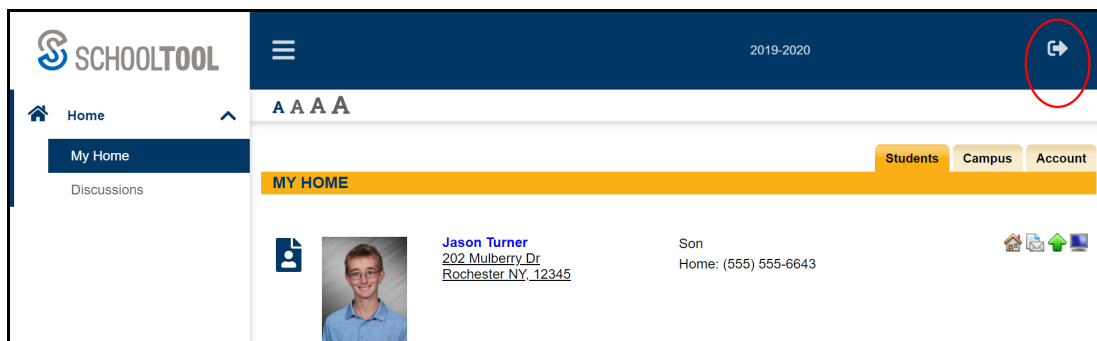 SCHOOLTOOL
2019-2020
Home
A A A A
My Home
Students Campus Account
Discussions
MY HOME
Jason Turner Son
202 Mulberry Dr Home: (555) 555-6643
Rochester NY, 12345